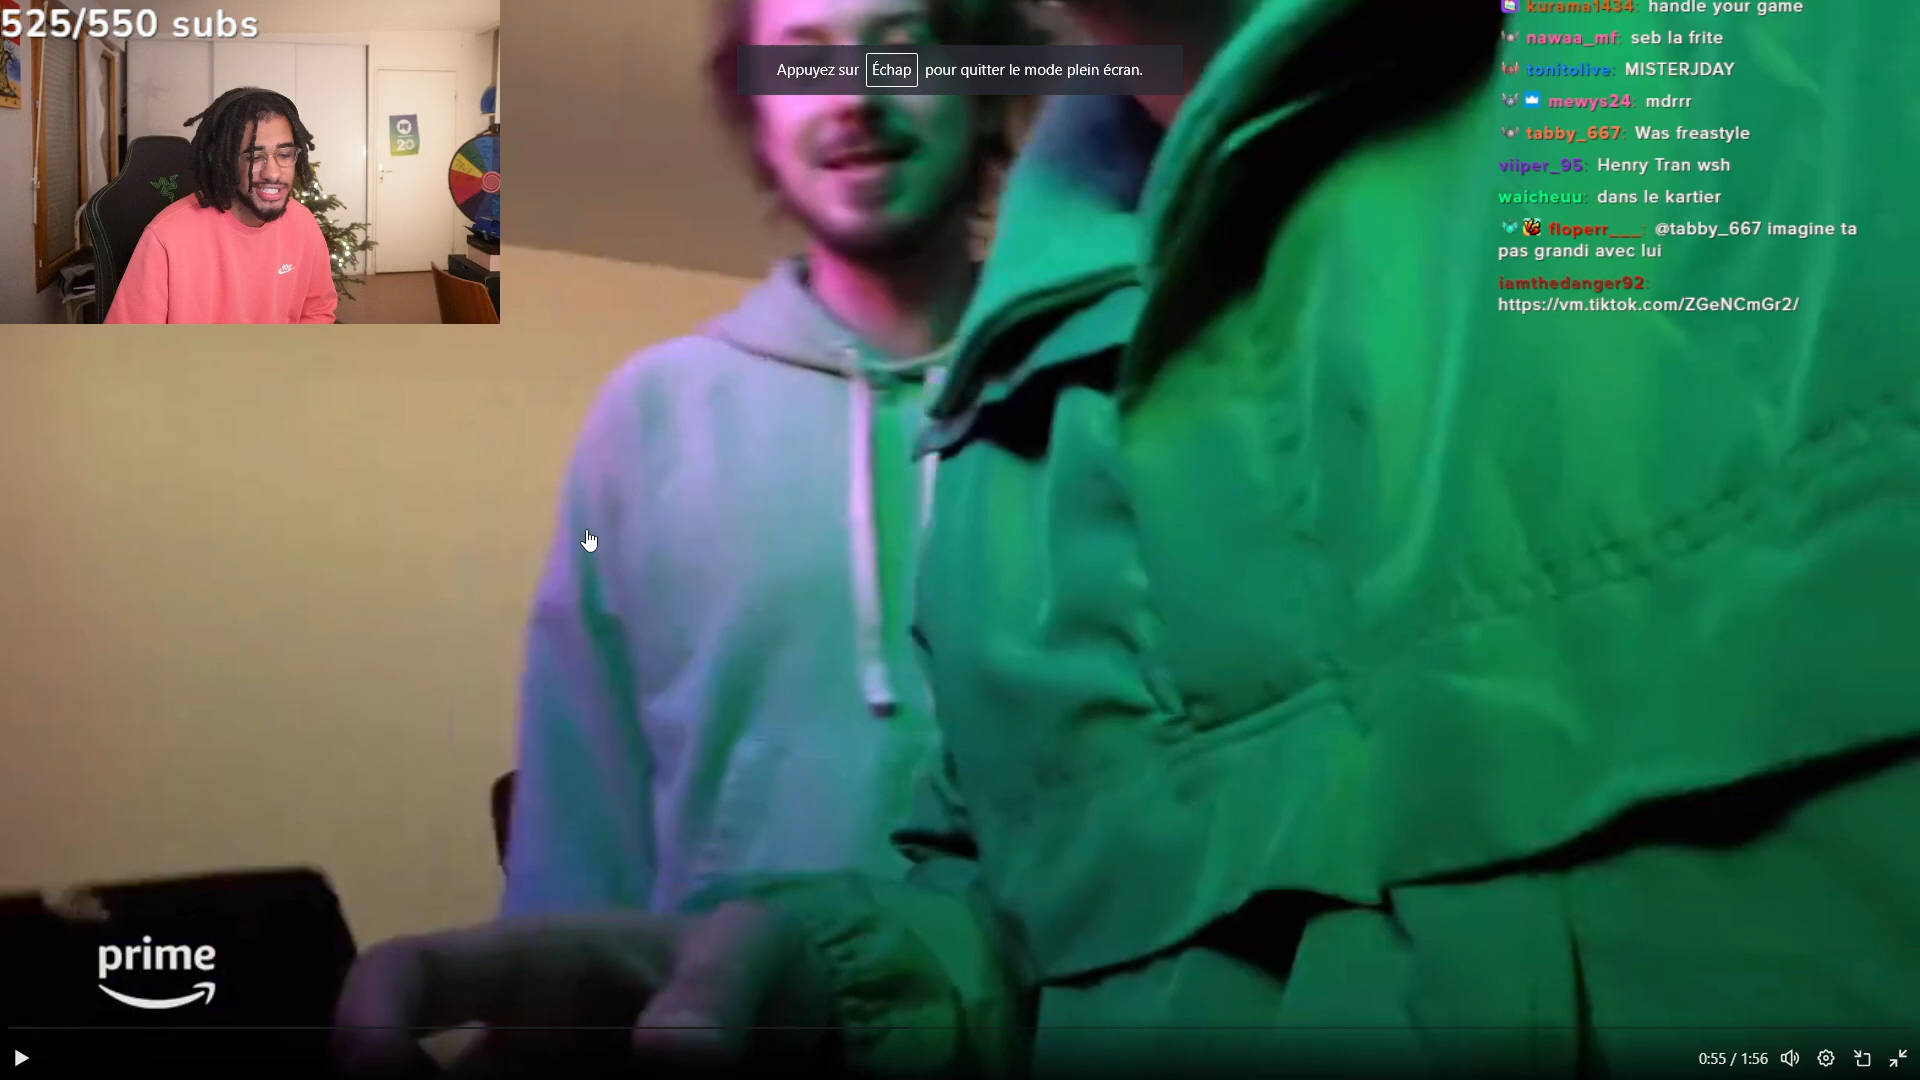 525/550 subs
Appuyez sur Échap pour quitter le mode plein écran.
kurama1434: handle your game
nawaa_mf: seb la frite
tonitolive: MISTERJDAY
mewys24: mdrrr
tabby_667: Was freastyle
viiper_95: Henry Tran wsh
waicheuu: dans le kartier
floperr___: @tabby_667 imagine ta
pas grandi avec lui
iamthedanger92:
https://vm.tiktok.com/ZGeNCmGr2/
20
prime
0:55 / 1:56